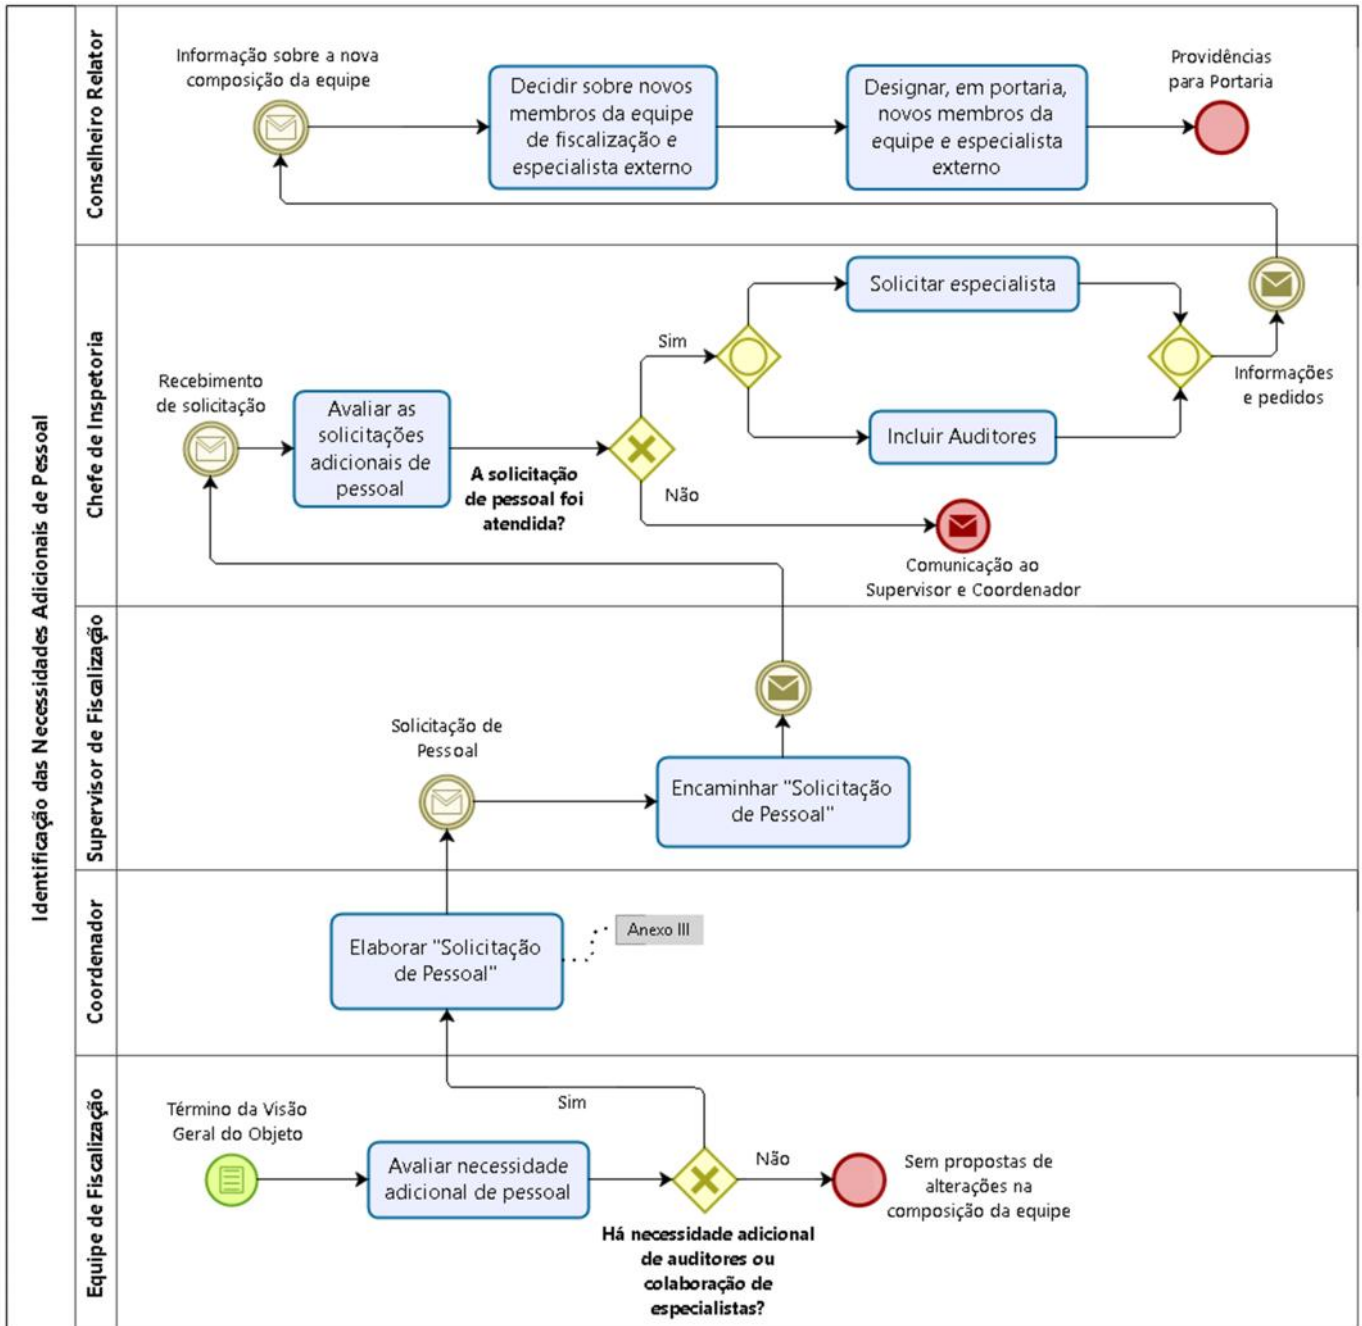 Identificação das Necessidades Adicionais de Pessoal
Conselheiro Relator
Informação sobre a nova
composição da equipe
Decidir sobre novos
membros da equipe
de fiscalização e
especialista externo
Designar, em portaria,
novos membros da
equipe e especialista
externo
Providências
para Portaria
Chefe de Inspetoria
Recebimento
de solicitação
Avaliar as
solicitações
adicionais de
pessoal
A solicitação
de pessoal foi
atendida?
Sim
Não
Solicitar especialista
Incluir Auditores
Informações
e pedidos
Comunicação ao
Supervisor e Coordenador
Supervisor de Fiscalização
Solicitação de
Pessoal
Encaminhar "Solicitação
de Pessoal"
Coordenador
Elaborar "Solicitação
de Pessoal"
Anexo III
Equipe de Fiscalização
Término da Visão
Geral do Objeto
Avaliar necessidade
adicional de pessoal
Sim
Não
Há necessidade adicional
de auditores ou
colaboração de
especialistas?
Sem propostas de
alterações na
composição da equipe